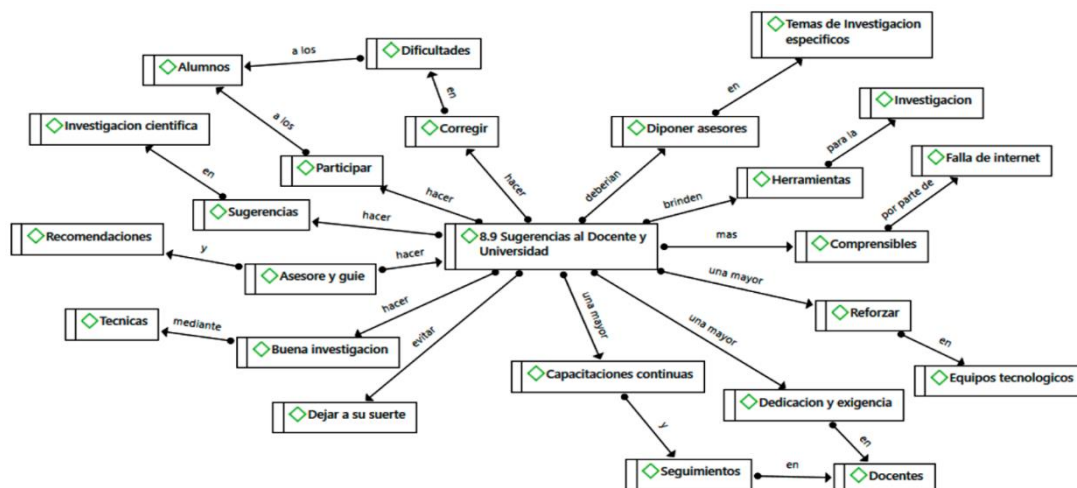 Temas de Investigacion
especificos
a los
Dificultades
Alumnos
en
en
Investigacion
Investigacion cientifica
a los
Corregir
Diponer asesores
para la
Falla de internet
Participar
en
hacer
hacer
deberian
brinden
Herramientas
por parte de
Sugerencias
hacer
Recomendaciones
y
8.9 Sugerencias al Docente y
Universidad
mas
Comprensibles
hacer
Asesore y guie
una mayor
hacer
Tecnicas
mediante
evitar
una mayor
una mayor
Reforzar
Buena investigacion
en
Capacitaciones continuas
Equipos tecnologicos
Dejar a su suerte
Dedicacion y exigencia
y
en
Seguimientos
en
Docentes